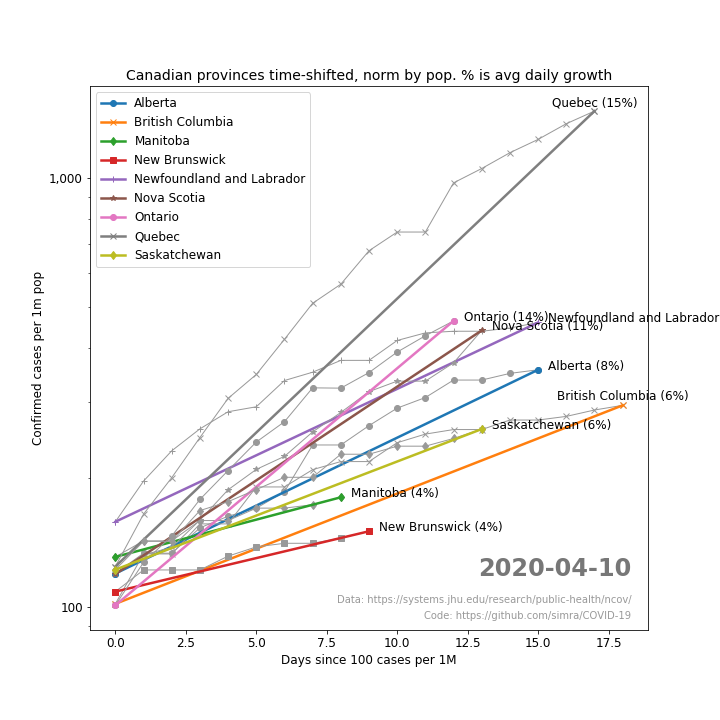 Canadian provinces time-shifted, norm by pop. % is avg daily growth
Alberta
British Columbia
Manitoba
New Brunswick
Newfoundland and Labrador
Nova Scotia
Ontario
Quebec
Saskatchewan
Quebec (15%)
Ontario (14%)
Newfoundland and Labrador
Nova Scotia (11%)
Alberta (8%)
British Columbia (6%)
Saskatchewan (6%)
Manitoba (4%)
New Brunswick (4%)
2020-04-10
Data: https://systems.jhu.edu/research/public-health/ncov/
Code: https://github.com/simra/COVID-19
Confirmed cases per 1m pop
1,000
100
0.0 2.5 5.0 7.5 10.0 12.5 15.0 17.5
Days since 100 cases per 1M